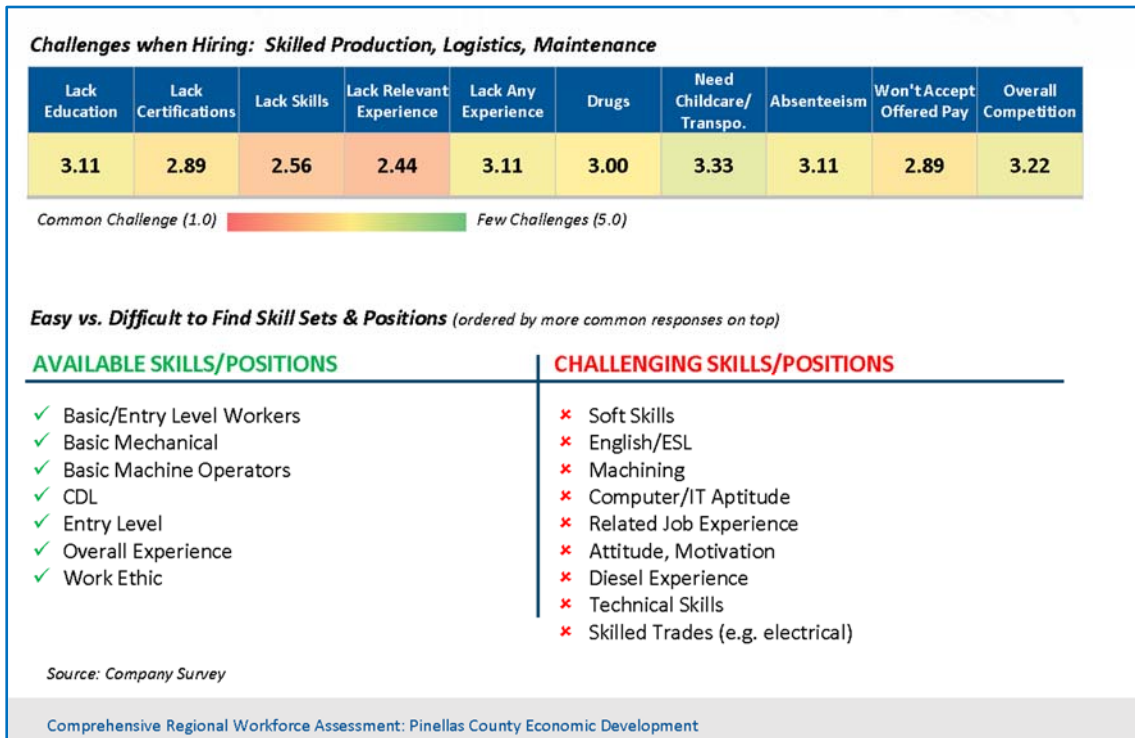 Challenges when Hiring: Skilled Production, Logistics, Maintenance
Lack Education
Lack Certifications
Lack Skills
Lack Relevant Experience
Lack Any Experience
Drugs
Need Childcare/ Transpo.
Absenteeism
Won't Accept Offered Pay
Overall Competition
3.11 2.89 2.56 2.44 3.11 3.00 3.33 3.11 2.89 3.22
Common Challenge (1.0) Few Challenges (5.0)
Easy vs. Difficult to Find Skill Sets & Positions (ordered by more common responses on top)
AVAILABLE SKILLS/POSITIONS
✓ Basic/Entry Level Workers
✓ Basic Mechanical
✓ Basic Machine Operators
✓ CDL
✓ Entry Level
✓ Overall Experience
✓ Work Ethic
CHALLENGING SKILLS/POSITIONS
✗ Soft Skills
✗ English/ESL
✗ Machining
✗ Computer/IT Aptitude
✗ Related Job Experience
✗ Attitude, Motivation
✗ Diesel Experience
✗ Technical Skills
✗ Skilled Trades (e.g. electrical)
Source: Company Survey
Comprehensive Regional Workforce Assessment: Pinellas County Economic Development